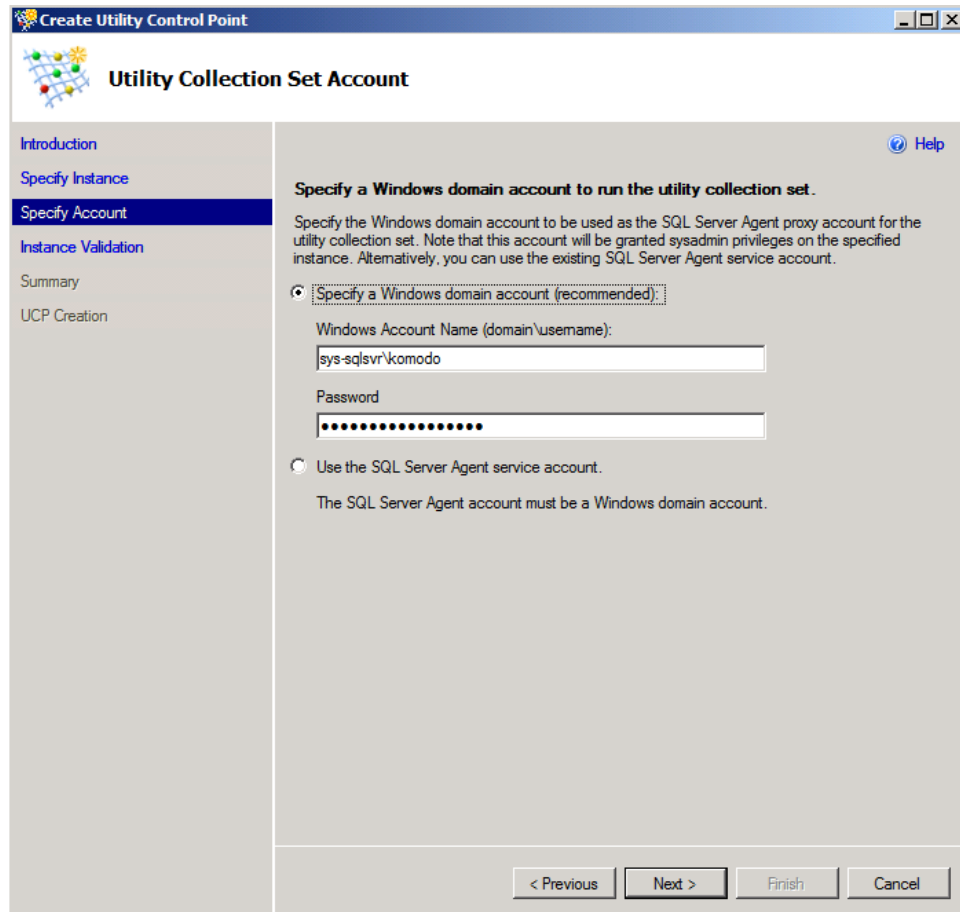 Create Utility Control Point
Utility Collection Set Account
Introduction
Specify Instance
Specify Account
Instance Validation
Summary
UCP Creation
Help
Specify a Windows domain account to run the utility collection set.
Specify the Windows domain account to be used as the SQL Server Agent proxy account for the
utility collection set. Note that this account will be granted sysadmin privileges on the specified
instance. Alternatively, you can use the existing SQL Server Agent service account.
Specify a Windows domain account (recommended):
Windows Account Name (domain\username):
sys-sqlsvr\komodo
Password
●●●●●●●●●●●●●●●●●
Use the SQL Server Agent service account.
The SQL Server Agent account must be a Windows domain account.
< Previous
Next >
Finish
Cancel